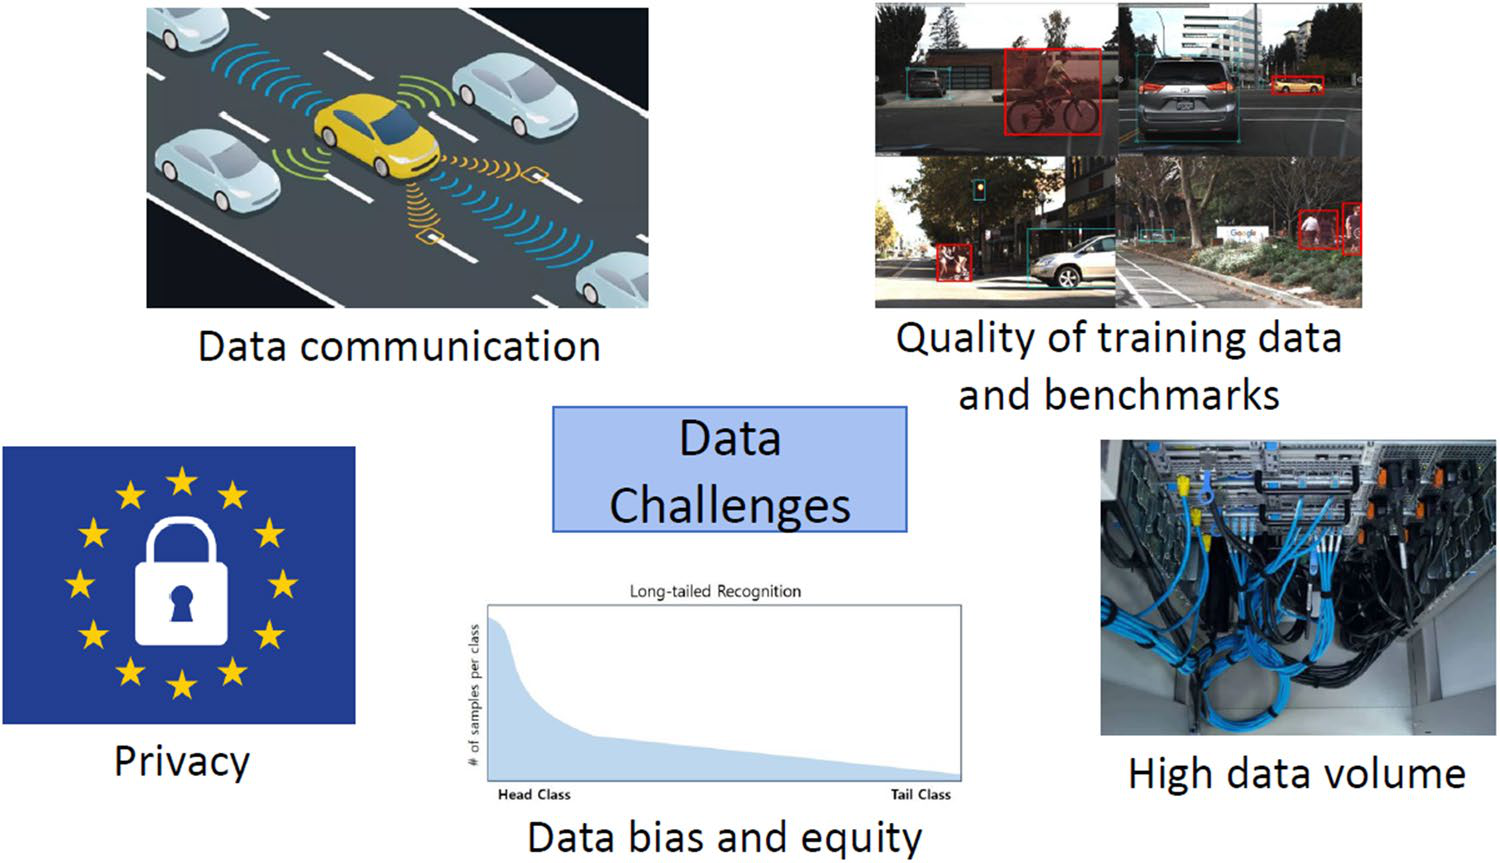 Data communication
Quality of training data
and benchmarks
Google
Data
Challenges
Privacy
Long-tailed Recognition
# of samples per class
Head Class
Tail Class
Data bias and equity
High data volume